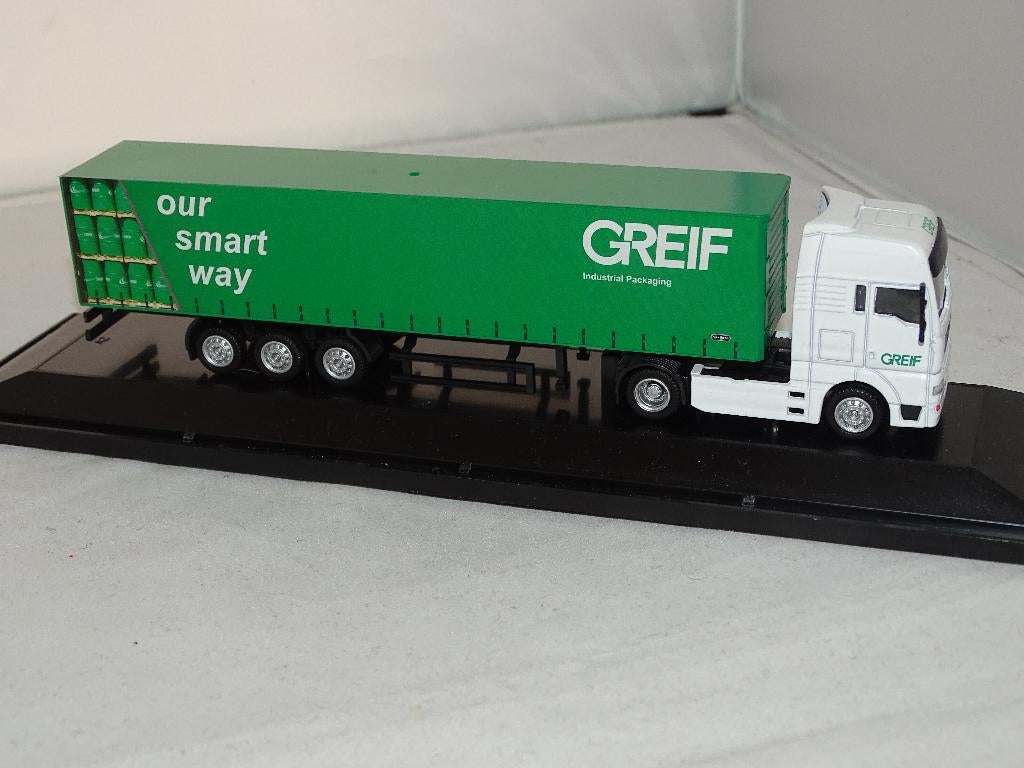 our
smart
way
GREIF
Industrial Packaging
GREIF